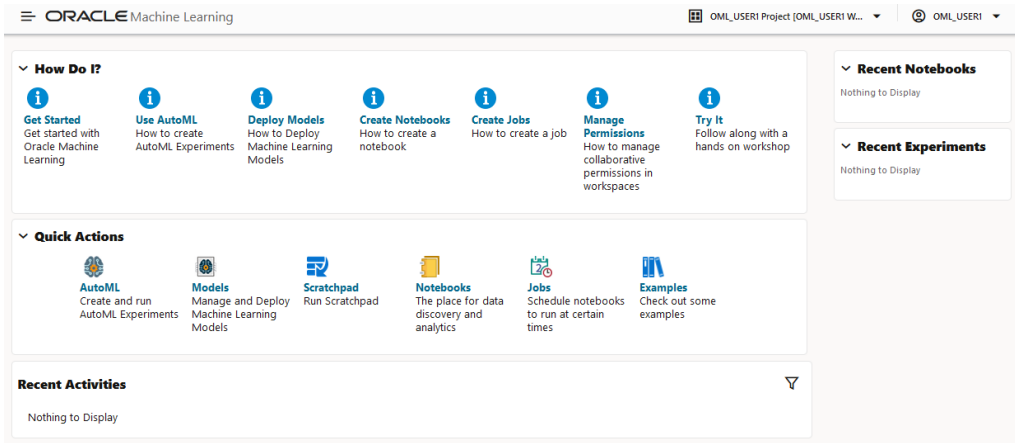 ORACLE Machine Learning
OML_USER1 Project [OML_USER1 W...
OML_USER1
How Do I?
Get Started
Get started with
Oracle Machine
Learning
Use AutoML
How to create
AutoML Experiments
Deploy Models
How to Deploy
Machine Learning
Models
Create Notebooks
How to create a
notebook
Create Jobs
How to create a job
Manage
Permissions
How to manage
collaborative
permissions in
workspaces
Try It
Follow along with a
hands on workshop
Quick Actions
AutoML
Create and run
AutoML Experiments
Models
Manage and Deploy
Machine Learning
Models
Scratchpad
Run Scratchpad
Notebooks
The place for data
discovery and
analytics
2
Jobs
Schedule notebooks
to run at certain
times
Examples
Check out some
examples
Recent Activities
Nothing to Display
Recent Notebooks
Nothing to Display
Recent Experiments
Nothing to Display